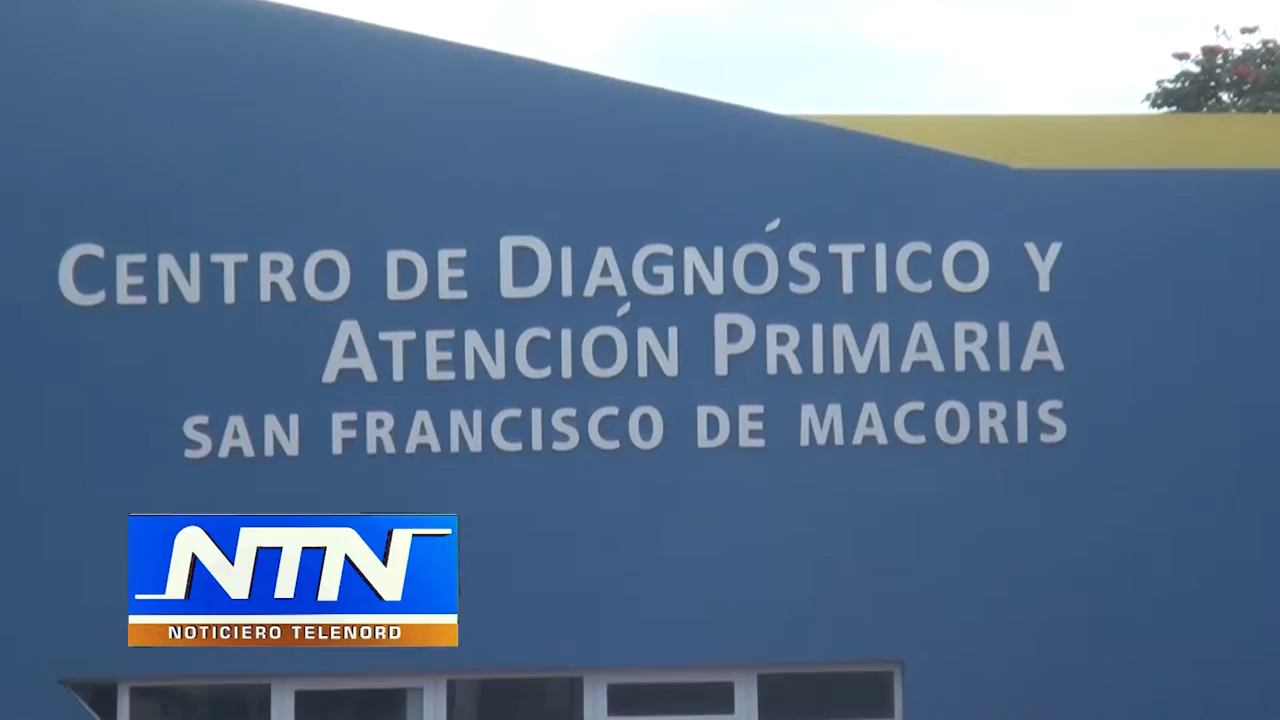 CENTRO DE DIAGNÓSTICO Y
ATENCIÓN PRIMARIA
SAN FRANCISCO DE MACORIS
NTN
NOTICIERO TELENORD